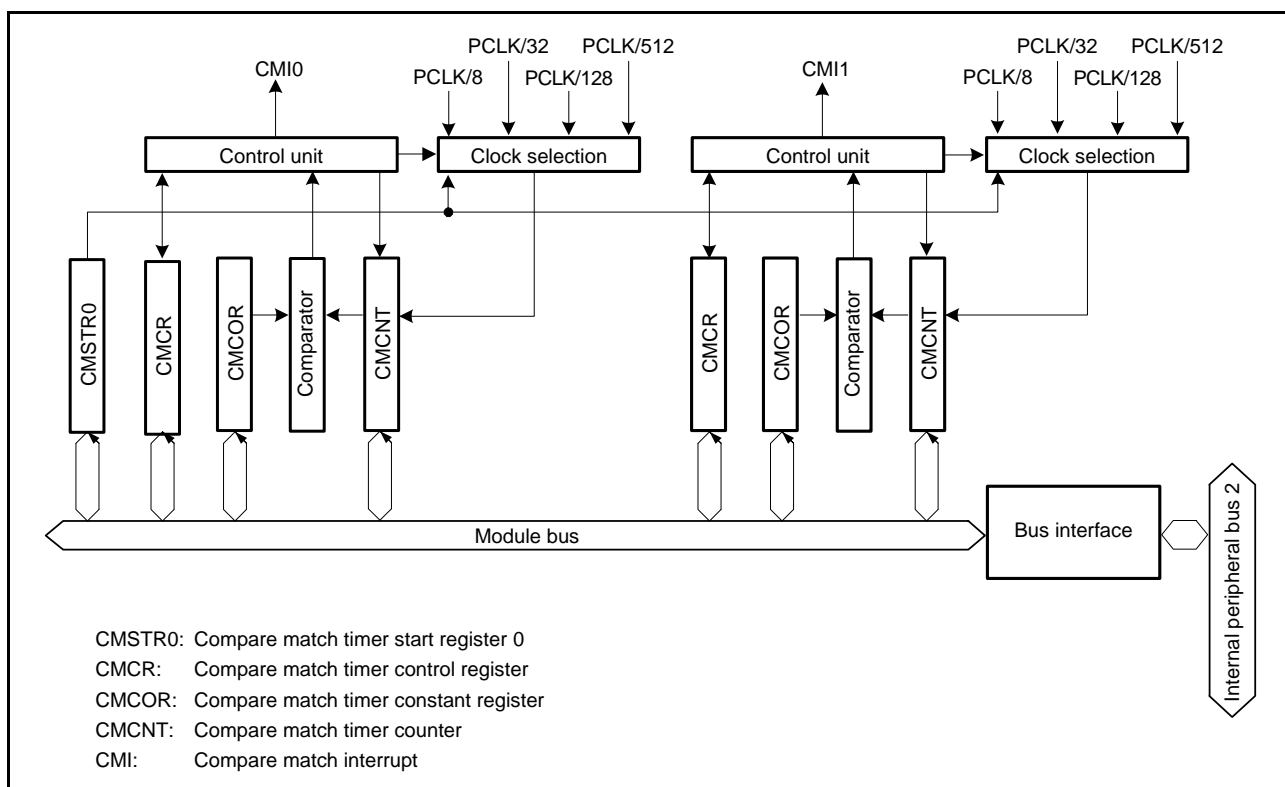 PCLK/32 PCLK/512
CMI0 PCLK/8 PCLK/128
PCLK/32 PCLK/512
CMI1 PCLK/8 PCLK/128
Control unit
Clock selection
Control unit
Clock selection
CMSTR0
CMCR
CMCOR
Comparator
CMCNT
CMCR
CMCOR
Comparator
CMCNT
Module bus
Bus interface
Internal peripheral bus 2
CMSTR0: Compare match timer start register 0
CMCR: Compare match timer control register
CMCOR: Compare match timer constant register
CMCNT: Compare match timer counter
CMI: Compare match interrupt